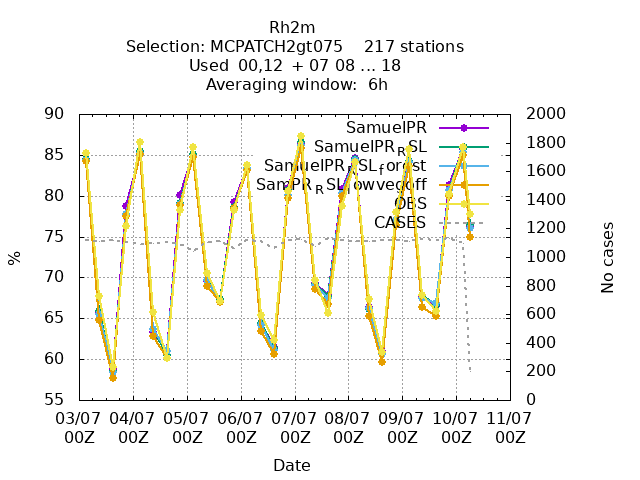 Rh2m
Selection: MCPATCH2gt075 217 stations
Used 00,12 + 07 08 ... 18
Averaging window: 6h
90
85
80
75
70
65
60
55
%
2000
1800
1600
1400
1200
1000
800
600
400
200
0
No cases
SamuelPR
SamuelPR_RSL
SamuelPR_RSL_forest
SamPR_RSL_lowvegoff
OBS
CASES
03/07 04/07 05/07 06/07 07/07 08/07 09/07 10/07 11/07
00Z 00Z 00Z 00Z 00Z 00Z 00Z 00Z 00Z
Date